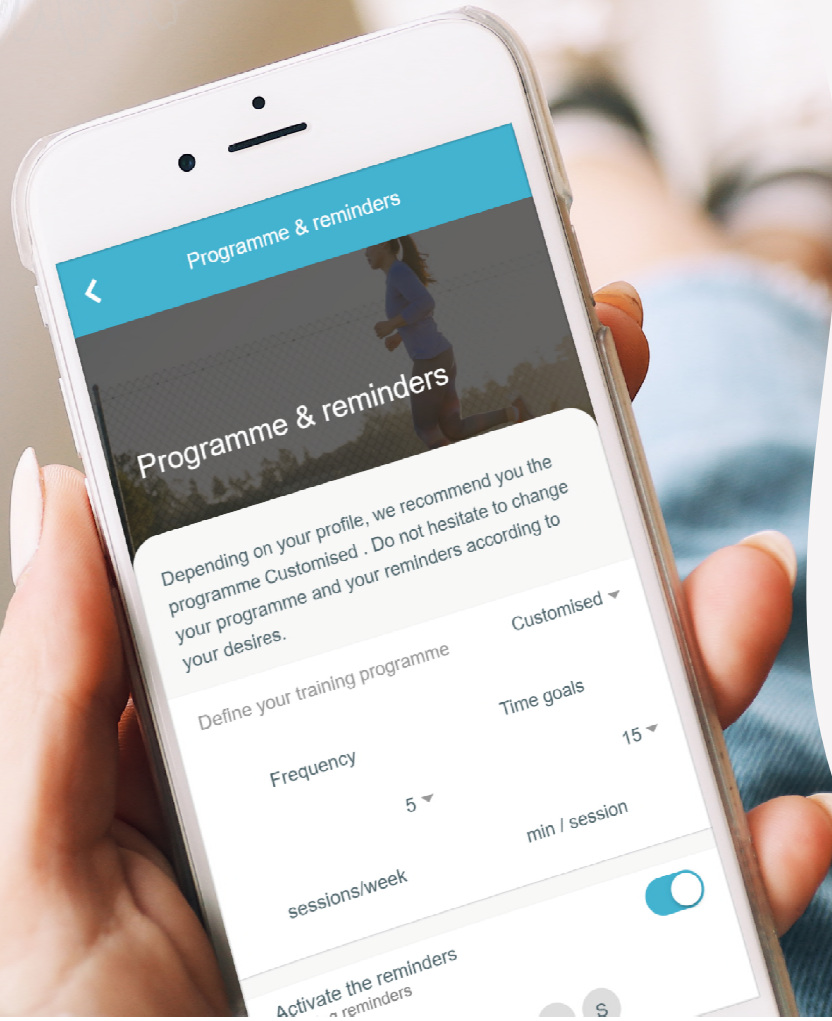 Programme & reminders
Programme & reminders
Depending on your profile, we recommend you the
programme Customised . Do not hesitate to change
your programme and your reminders according to
your desires.
Define your training programme
Customised
Frequency
Time goals
5
15
sessions/week
min / session
Activate the reminders
reminders
S